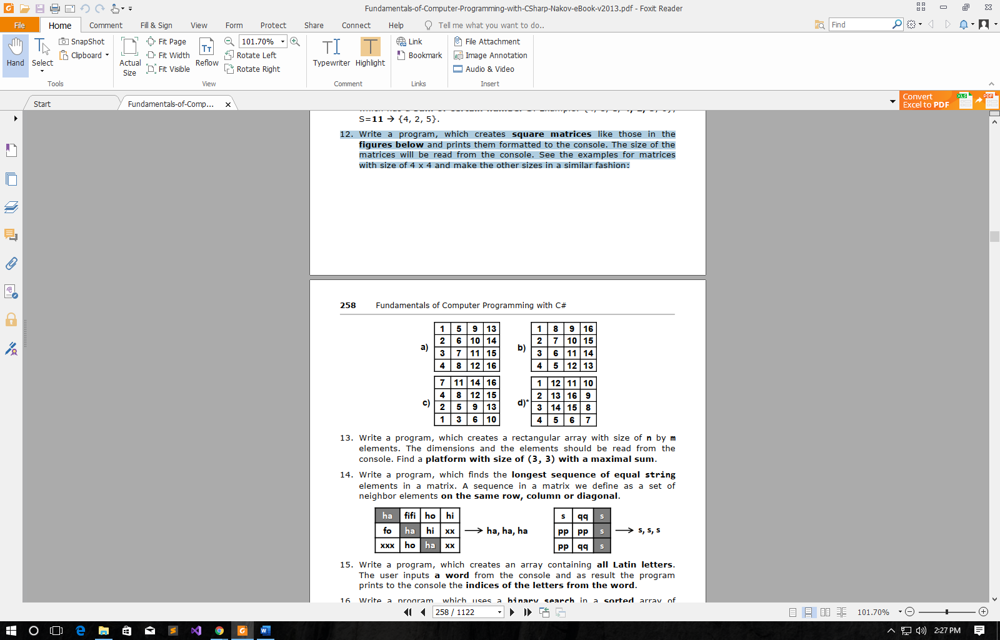 Fundamentals-of-Computer-Programming-with-CSharp-Nakov-eBook-v2013.pdf - Foxit Reader
File Home Comment Fill & Sign View Form Protect Share Connect Help Tell me what you want to do.. Find
Hand
Select
SnapShot
Clipboard
Tools
Actual Size
Fit Page
Fit Width
Fit Visible
Reflow
101.70%
Rotate Left
Rotate Right
View
Typewriter
Highlight
Comment
Link
Bookmark
Links
File Attachment
Image Annotation
Audio & Video
Insert
Start
Fundamentals-of-Comp...
Convert
Excel to PDF
XLS
PDF
S=11 → {4, 2, 5}.
12. Write a program, which creates square matrices like those in the
figures below and prints them formatted to the console. The size of the
matrices will be read from the console. See the examples for matrices
with size of 4 x 4 and make the other sizes in a similar fashion:
258 Fundamentals of Computer Programming with C#
a)
1 5 9 13
2 6 10 14
3 7 11 15
4 8 12 16
b)
1 8 9 16
2 7 10 15
3 6 11 14
4 5 12 13
c)
7 11 14 16
4 8 12 15
2 5 9 13
1 3 6 10
d)*
1 12 11 10
2 13 16 9
3 14 15 8
4 5 6 7
13. Write a program, which creates a rectangular array with size of n by m
elements. The dimensions and the elements should be read from the
console. Find a platform with size of (3, 3) with a maximal sum.
14. Write a program, which finds the longest sequence of equal string
elements in a matrix. A sequence in a matrix we define as a set of
neighbor elements on the same row, column or diagonal.
ha fifi ho hi
fo ha hi xx
xxx ho ha xx
→ ha, ha, ha
s qq s
pp pp s
pp qq s
→ s, s, s
15. Write a program, which creates an array containing all Latin letters.
The user inputs a word from the console and as result the program
prints to the console the indices of the letters from the word.
16. Write a program, which uses a binary search in a sorted array of
258 / 1122
101.70%
2:27 PM